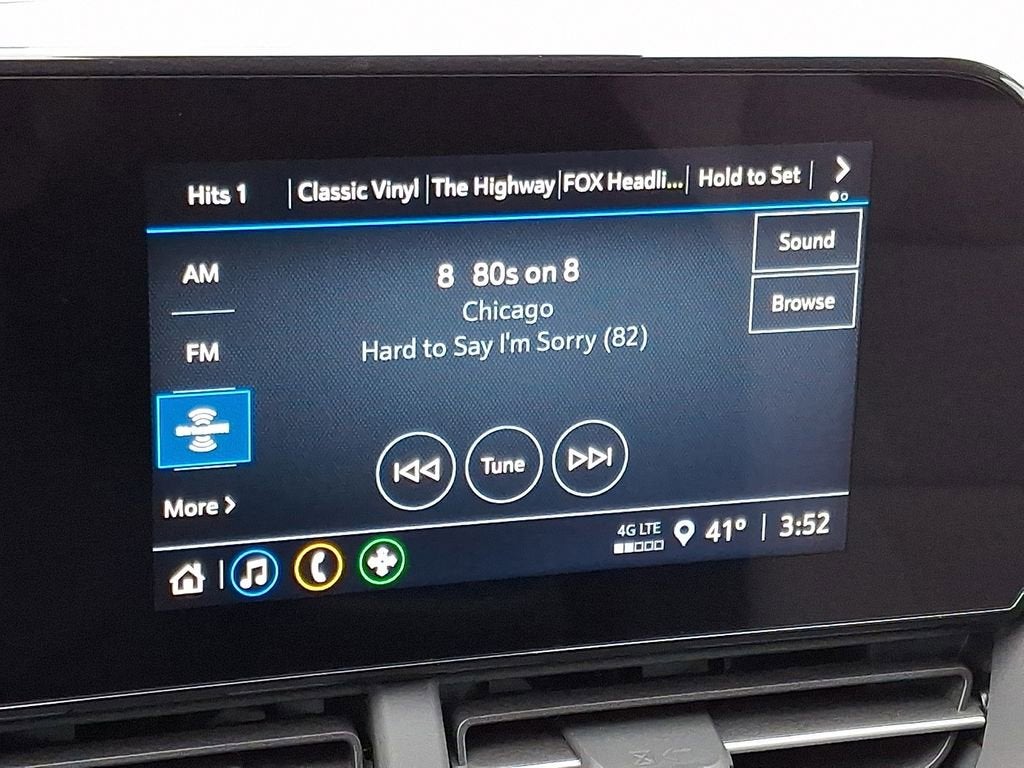 Hits 1 Classic Vinyl The Highway FOX Headli... Hold to Set
Sound
AM
8 80s on 8
Browse
Chicago
FM
Hard to Say I'm Sorry (82)
Tune
More
4G LTE
41° 3:52